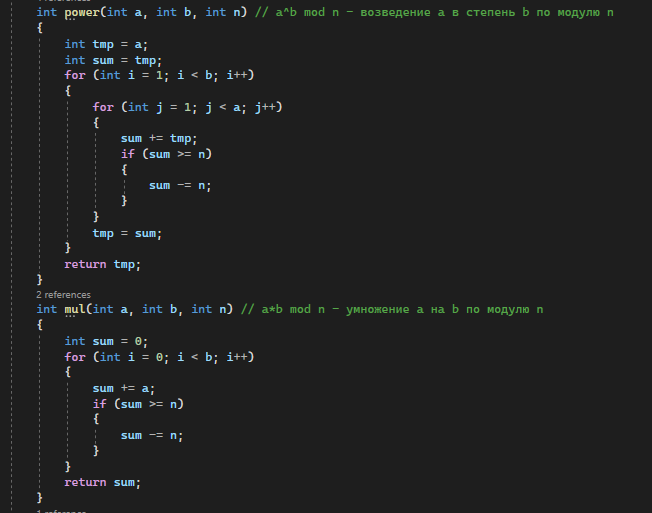 int power(int a, int b, int n) // a^b mod n - возведение a в степень b по модулю n
{
int tmp = a;
int sum = tmp;
for (int i = 1; i < b; i++)
{
for (int j = 1; j < a; j++)
{
sum += tmp;
if (sum >= n)
{
sum -= n;
}
}
tmp = sum;
}
return tmp;
}
2 references
int mul(int a, int b, int n) // a*b mod n - умножение a на b по модулю n
{
int sum = 0;
for (int i = 0; i < b; i++)
{
sum += a;
if (sum >= n)
{
sum -= n;
}
}
return sum;
}